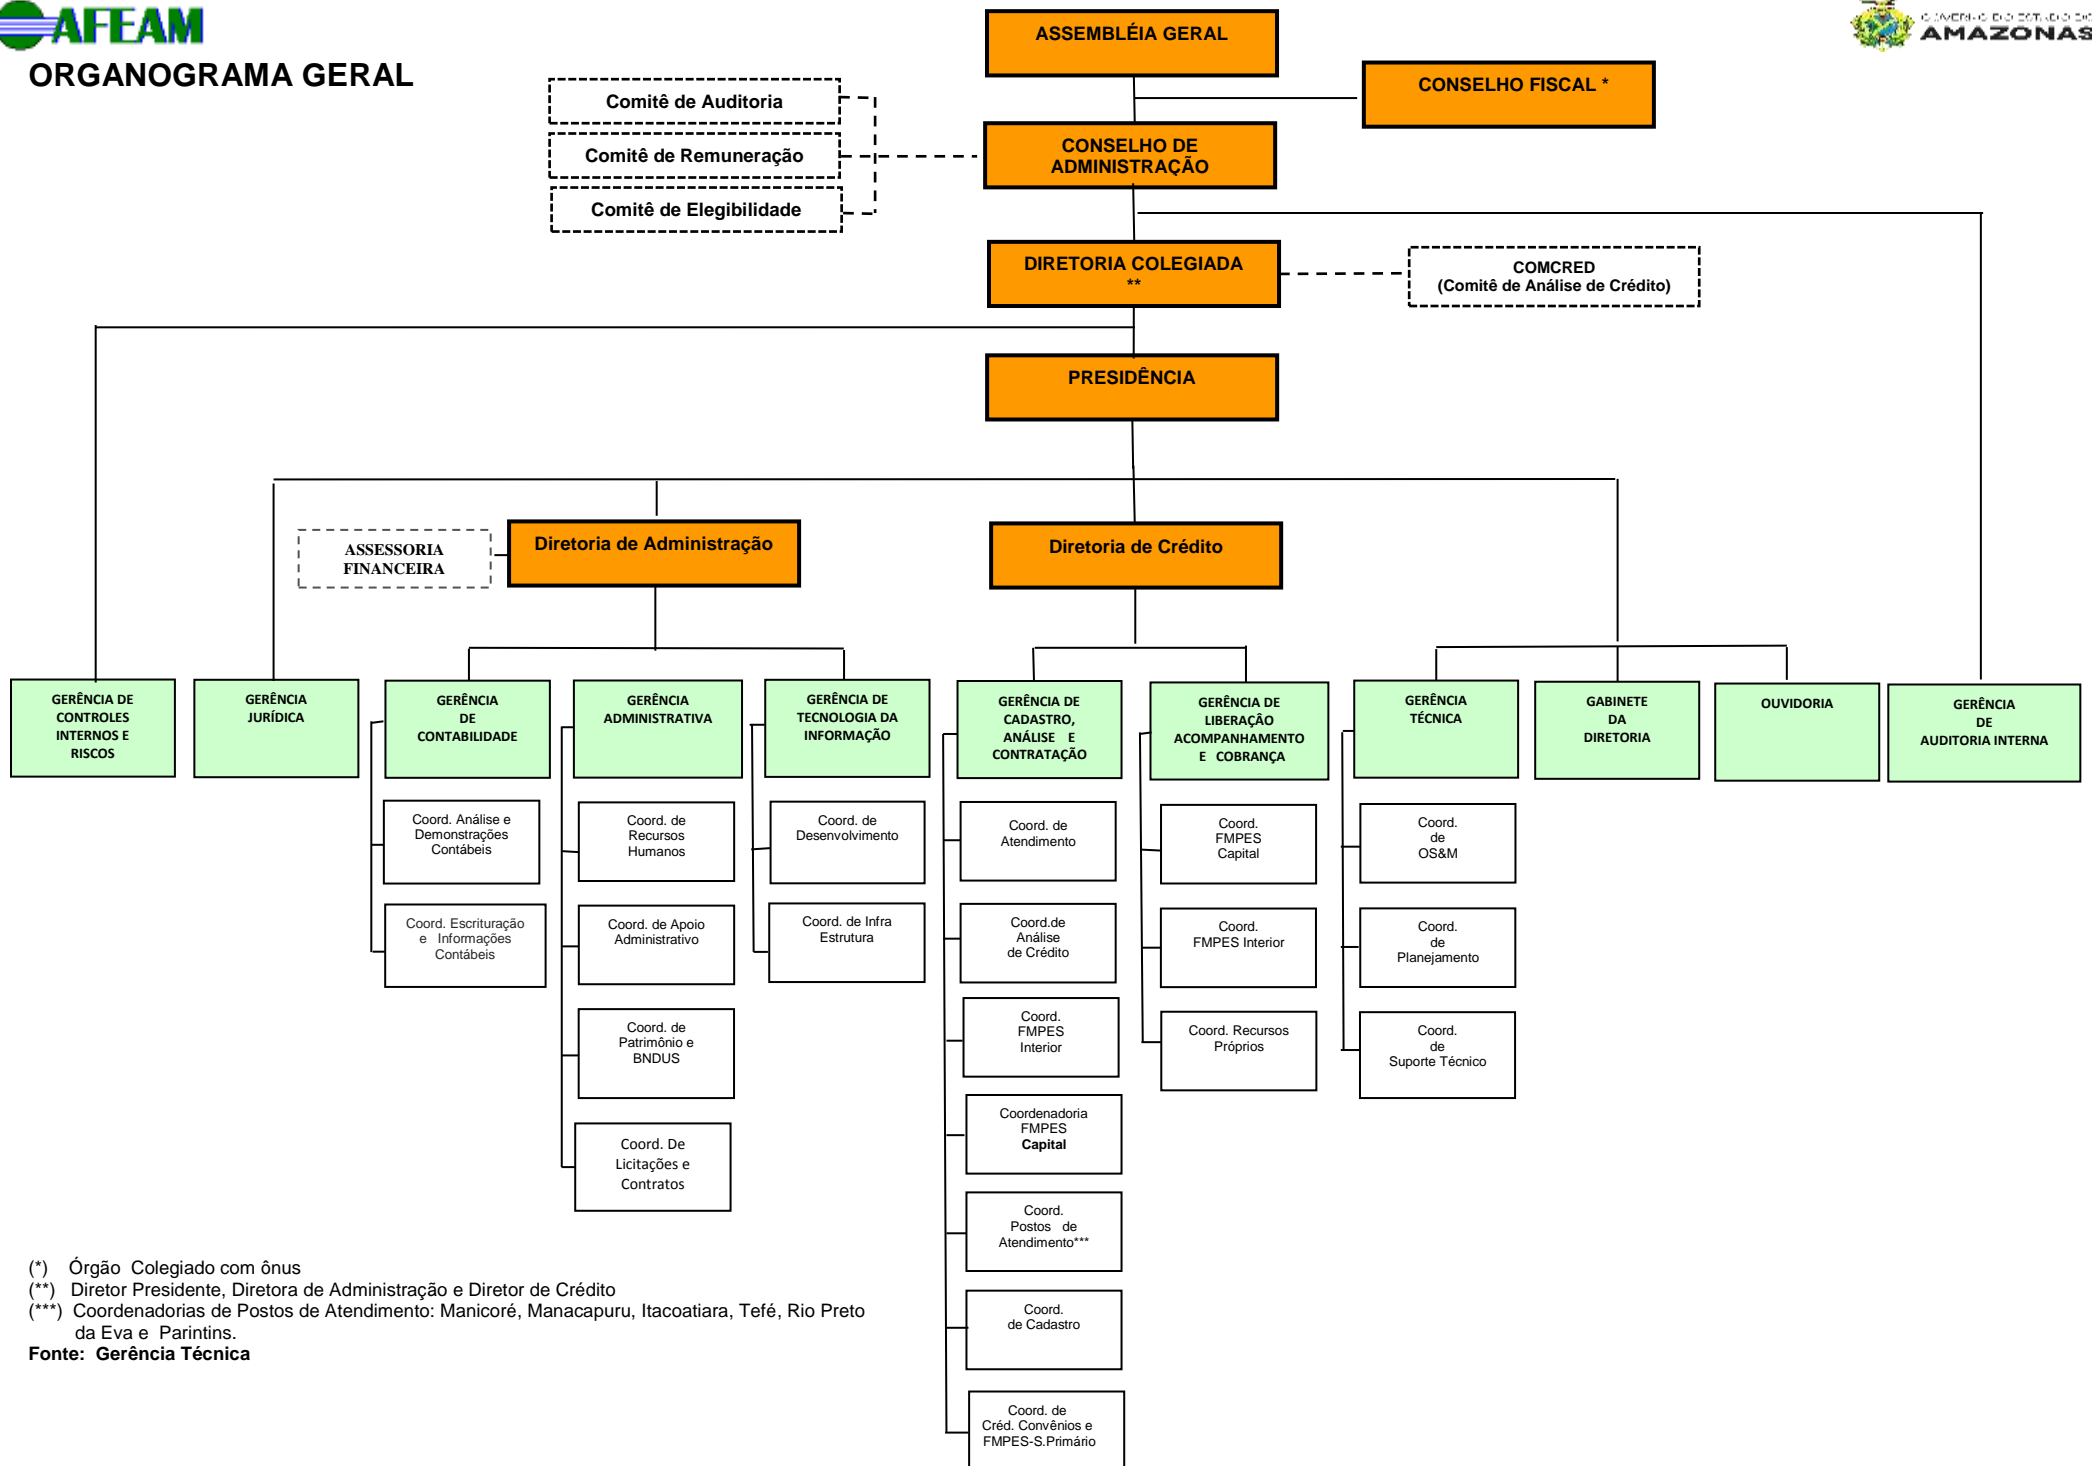 AFEAM
ORGANOGRAMA GERAL
GOVERNO DO ESTADO DO
AMAZONAS
ASSEMBLÉIA GERAL
CONSELHO FISCAL *
Comitê de Auditoria
Comitê de Remuneração
Comitê de Elegibilidade
CONSELHO DE
ADMINISTRAÇÃO
DIRETORIA COLEGIADA
**
COMCRED
(Comitê de Análise de Crédito)
PRESIDÊNCIA
ASSESSORIA
FINANCEIRA
Diretoria de Administração
Diretoria de Crédito
GERÊNCIA DE
CONTROLES
INTERNOS E
RISCOS
GERÊNCIA
JURÍDICA
GERÊNCIA
DE
CONTABILIDADE
GERÊNCIA
ADMINISTRATIVA
GERÊNCIA DE
TECNOLOGIA DA
INFORMAÇÃO
GERÊNCIA DE
CADASTRO,
ANÁLISE E
CONTRATAÇÃO
GERÊNCIA DE
LIBERAÇÂO
ACOMPANHAMENTO
E COBRANÇA
GERÊNCIA
TÉCNICA
GABINETE
DA
DIRETORIA
OUVIDORIA
GERÊNCIA
DE
AUDITORIA INTERNA
Coord. Análise e
Demonstrações
Contábeis
Coord. Escrituração
e Informações
Contábeis
Coord. de
Recursos
Humanos
Coord. de Apoio
Administrativo
Coord. de
Patrimônio e
BNDUS
Coord. De
Licitações e
Contratos
Coord. de
Desenvolvimento
Coord. de Infra
Estrutura
Coord. de
Atendimento
Coord.de
Análise
de Crédito
Coord.
FMPES
Interior
Coordenadoria
FMPES
Capital
Coord.
Postos de
Atendimento***
Coord.
de Cadastro
Coord. de
Créd. Convênios e
FMPES-S.Primário
Coord.
FMPES
Capital
Coord.
FMPES Interior
Coord. Recursos
Próprios
Coord.
de
OS&M
Coord.
de
Planejamento
Coord.
de
Suporte Técnico
(*) Órgão Colegiado com ônus
(**) Diretor Presidente, Diretora de Administração e Diretor de Crédito
(***) Coordenadorias de Postos de Atendimento: Manicoré, Manacapuru, Itacoatiara, Tefé, Rio Preto
da Eva e Parintins.
Fonte: Gerência Técnica